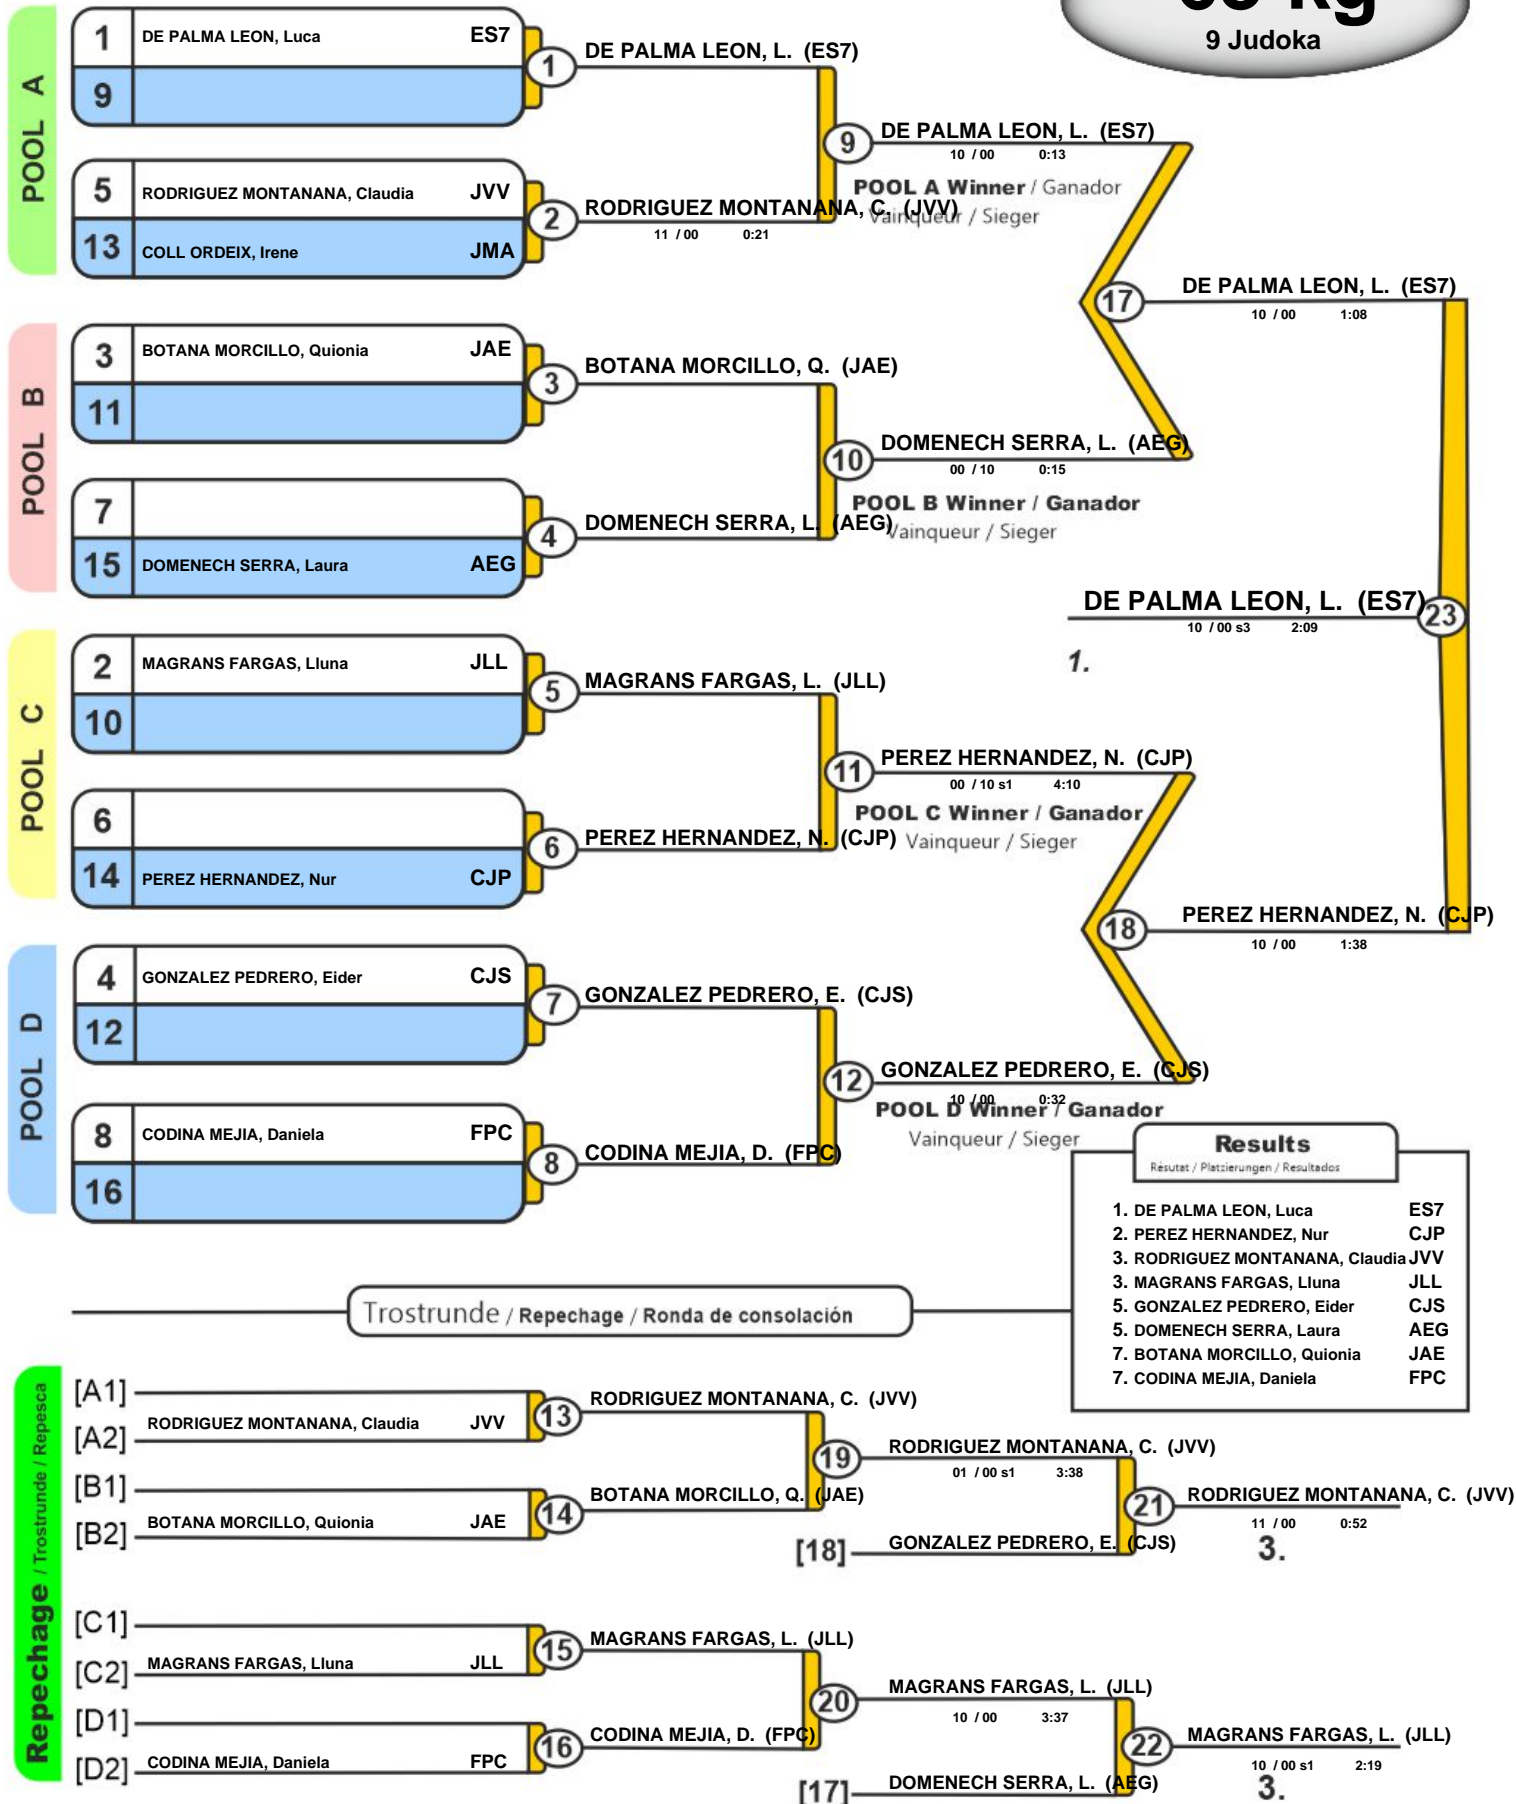 9 Judoka
POOL A
1 DE PALMA LEON, Luca ES7
9
5 RODRIGUEZ MONTANANA, Claudia JVV
13 COLL ORDEIX, Irene JMA
1 DE PALMA LEON, L. (ES7)
2 RODRIGUEZ MONTANANA, C. (JVV)
11 / 00 0:21
9 DE PALMA LEON, L. (ES7)
10 / 00 0:13
POOL A Winner / Ganador
Vainqueur / Sieger
POOL B
3 BOTANA MORCILLO, Quionia JAE
11
7
15 DOMENECH SERRA, Laura AEG
3 BOTANA MORCILLO, Q. (JAE)
4 DOMENECH SERRA, L. (AEG)
10 DOMENECH SERRA, L. (AEG)
00 / 10 0:15
POOL B Winner / Ganador
Vainqueur / Sieger
17 DE PALMA LEON, L. (ES7)
10 / 00 1:08
DE PALMA LEON, L. (ES7) 23
10 / 00 s3 2:09
1.
POOL C
2 MAGRANS FARGAS, Lluna JLL
10
6
14 PEREZ HERNANDEZ, Nur CJP
5 MAGRANS FARGAS, L. (JLL)
6 PEREZ HERNANDEZ, N. (CJP)
11 PEREZ HERNANDEZ, N. (CJP)
00 / 10 s1 4:10
POOL C Winner / Ganador
Vainqueur / Sieger
18 PEREZ HERNANDEZ, N. (CJP)
10 / 00 1:38
POOL D
4 GONZALEZ PEDRERO, Eider CJS
12
8 CODINA MEJIA, Daniela FPC
16
7 GONZALEZ PEDRERO, E. (CJS)
8 CODINA MEJIA, D. (FPC)
12 GONZALEZ PEDRERO, E. (CJS)
10 / 00 0:32
POOL D Winner / Ganador
Vainqueur / Sieger
Results
Résutat / Platzierungen / Resultados
1. DE PALMA LEON, Luca ES7
2. PEREZ HERNANDEZ, Nur CJP
3. RODRIGUEZ MONTANANA, Claudia JVV
3. MAGRANS FARGAS, Lluna JLL
5. GONZALEZ PEDRERO, Eider CJS
5. DOMENECH SERRA, Laura AEG
7. BOTANA MORCILLO, Quionia JAE
7. CODINA MEJIA, Daniela FPC
Trostrunde / Repechage / Ronda de consolación
Repechage / Trostrunde / Repesca
[A1]
[A2] RODRIGUEZ MONTANANA, Claudia JVV
[B1]
[B2] BOTANA MORCILLO, Quionia JAE
13 RODRIGUEZ MONTANANA, C. (JVV)
14 BOTANA MORCILLO, Q. (JAE)
19 RODRIGUEZ MONTANANA, C. (JVV)
01 / 00 s1 3:38
[18] GONZALEZ PEDRERO, E. (CJS)
21 RODRIGUEZ MONTANANA, C. (JVV)
11 / 00 0:52
3.
[C1]
[C2] MAGRANS FARGAS, Lluna JLL
[D1]
[D2] CODINA MEJIA, Daniela FPC
15 MAGRANS FARGAS, L. (JLL)
16 CODINA MEJIA, D. (FPC)
20 MAGRANS FARGAS, L. (JLL)
10 / 00 3:37
[17] DOMENECH SERRA, L. (AEG)
22 MAGRANS FARGAS, L. (JLL)
10 / 00 s1 2:19
3.